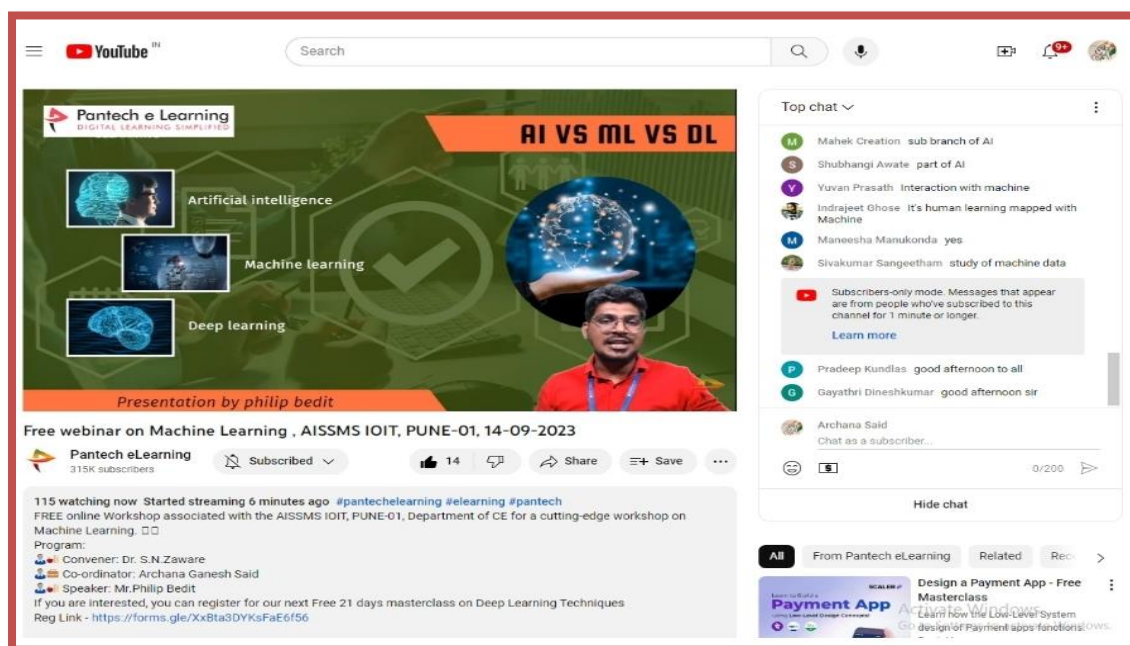 YouTube IN
Search
9+
Pantech e Learning
DIGITAL LEARNING SIMPLIFIED
AI VS ML VS DL
Artificial intelligence
Machine learning
Deep learning
Presentation by philip bedit
Free webinar on Machine Learning , AISSMS IOIT, PUNE-01, 14-09-2023
Pantech eLearning
315K subscribers
Subscribed
14
Share
Save
115 watching now Started streaming 6 minutes ago #pantechelearning #elearning #pantech
FREE online Workshop associated with the AISSMS IOIT, PUNE-01, Department of CE for a cutting-edge workshop on
Machine Learning.
Program:
Convener: Dr. S.N.Zaware
Co-ordinator: Archana Ganesh Said
Speaker: Mr.Philip Bedit
If you are interested, you can register for our next Free 21 days masterclass on Deep Learning Techniques
Reg Link - https://forms.gle/XxBta3DYKsFaE6f56
Top chat
M Mahek Creation sub branch of AI
S Shubhangi Awate part of AI
Y Yuvan Prasath Interaction with machine
Indrajeet Ghose it's human learning mapped with
Machine
M Maneesha Manukonda yes
Sivakumar Sangeetham study of machine data
Subscribers-only mode. Messages that appear
are from people who've subscribed to this
channel for 1 minute or longer.
Learn more
P Pradeep Kundlas good afternoon to all
G Gayathri Dineshkumar good afternoon sir
Archana Said
Chat as a subscriber...
0/200
Hide chat
All
From Pantech eLearning
Related
Rec
SCALER
Payment App
Design a Payment App - Free
Masterclass
Learn how the Low-Level System
design of Payment apps functions.
Activate Windows